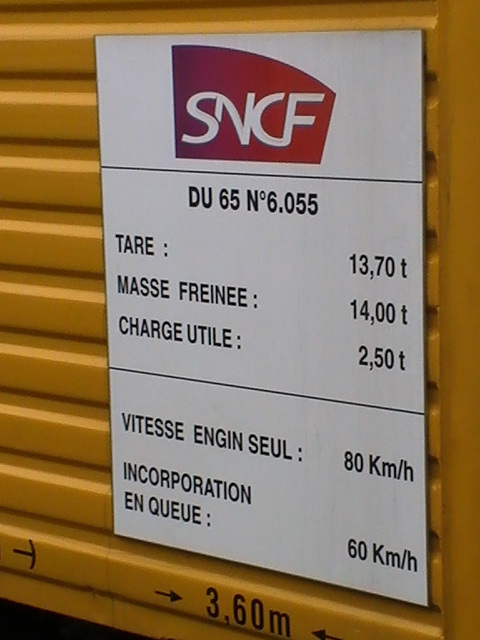 SNCF
DU 65 N°6.055
TARE : 13,70 t
MASSE FREINEE : 14,00 t
CHARGE UTILE : 2,50 t
VITESSE ENGIN SEUL : 80 Km/h
INCORPORATION
EN QUEUE : 60 Km/h
3,60m